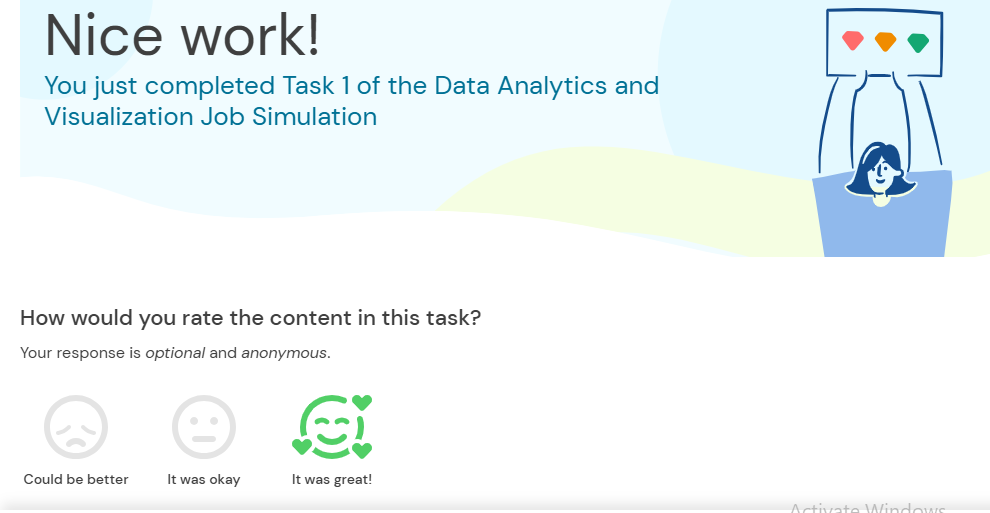 Nice work!
You just completed Task 1 of the Data Analytics and
Visualization Job Simulation
How would you rate the content in this task?
Your response is optional and anonymous.
Could be better
It was okay
It was great!
Activate Windows